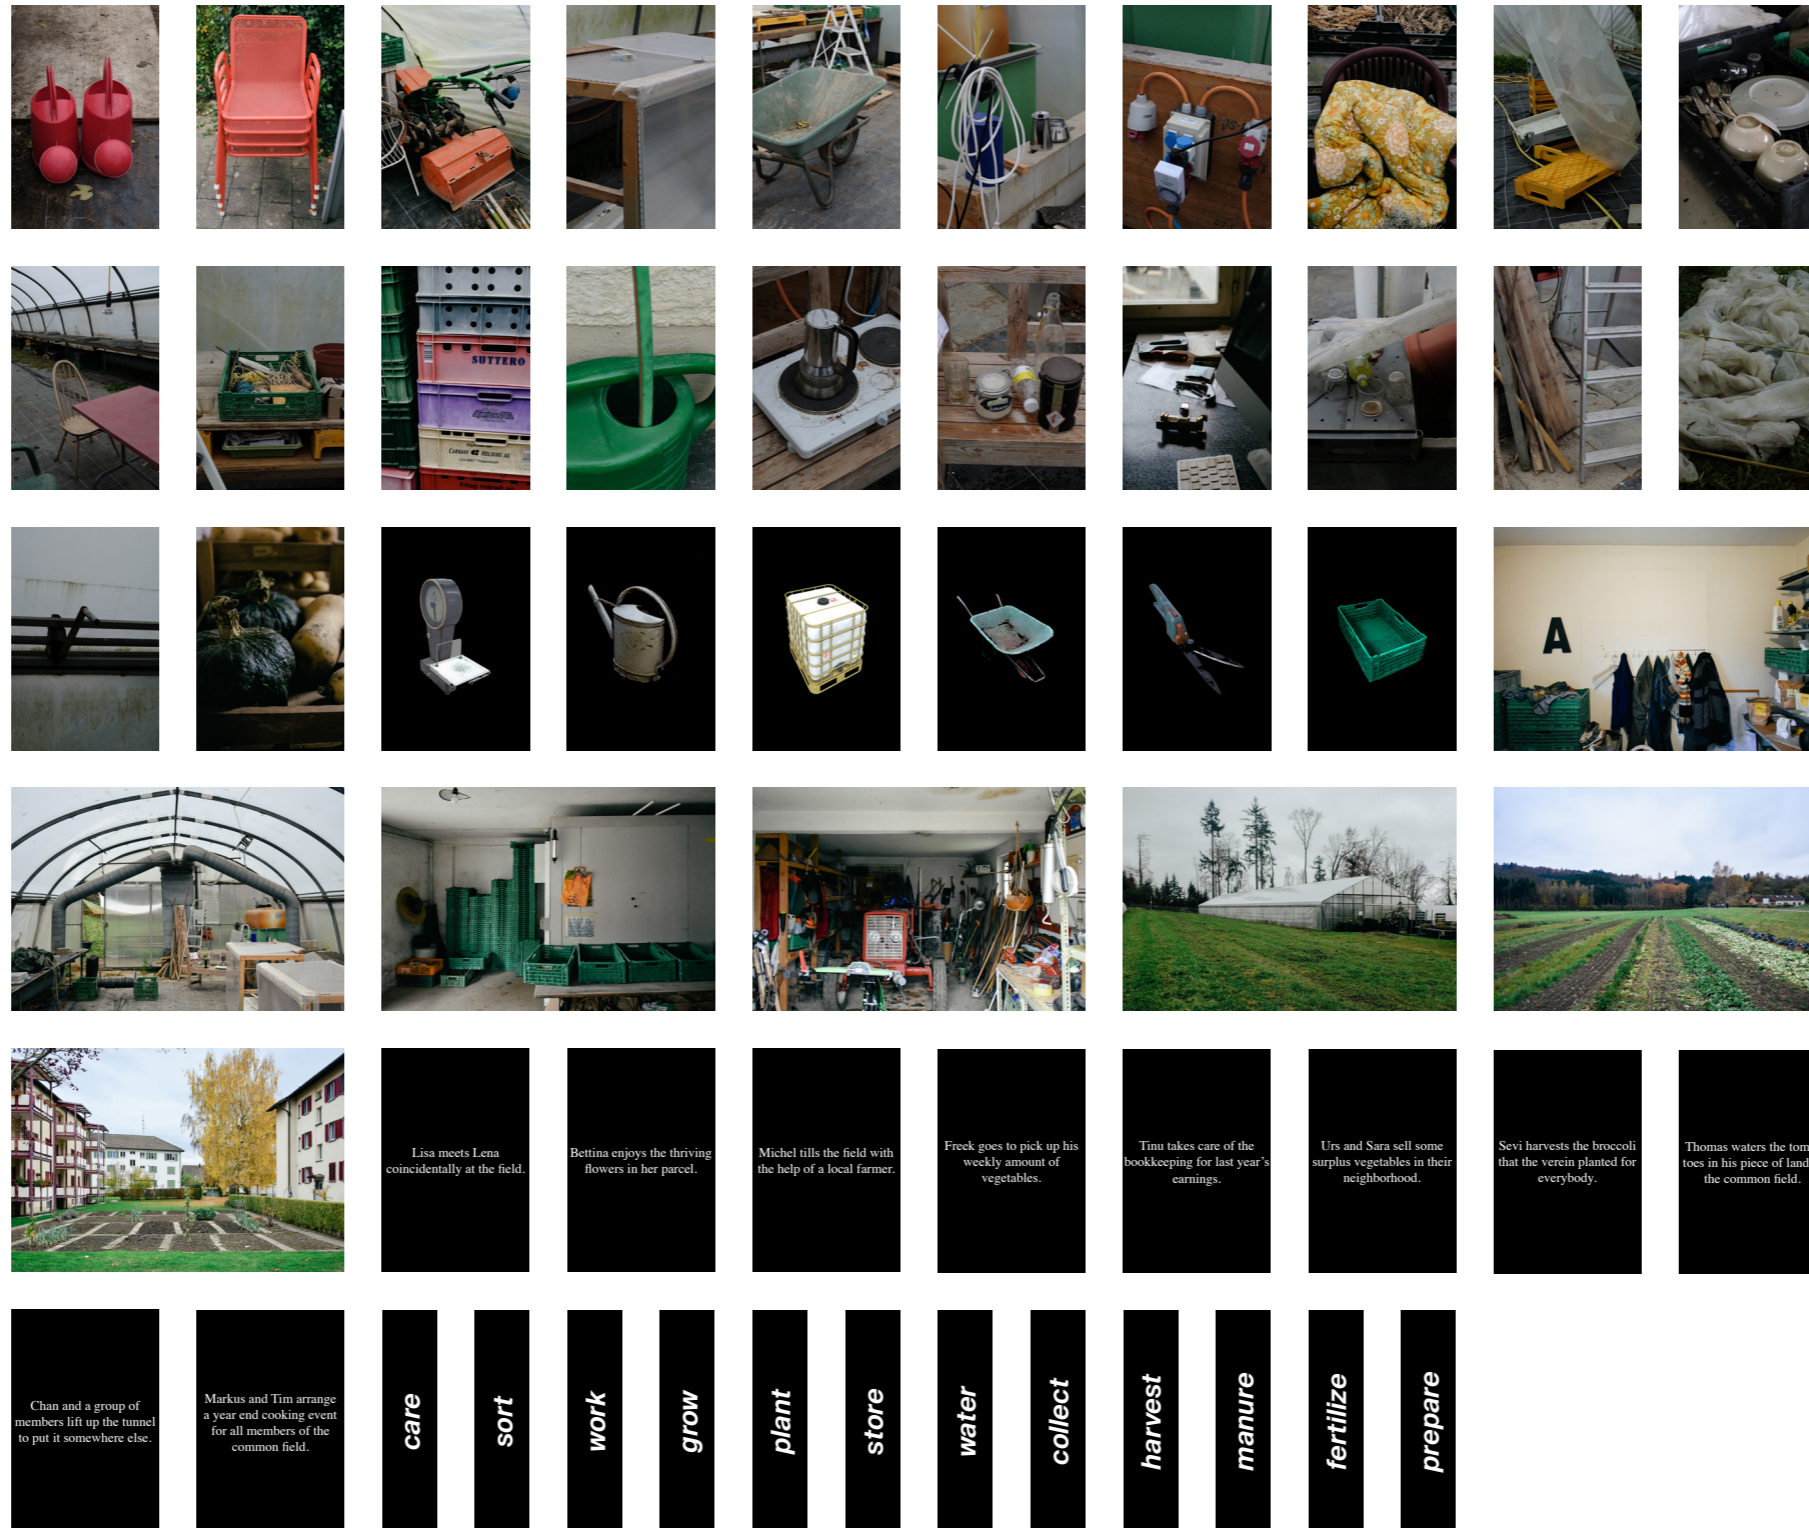 SUTTERO
CARNARI HOLDING AG
A
Lisa meets Lena
coincidentally at the field.
Bettina enjoys the thriving
flowers in her parcel.
Michel tills the field with
the help of a local farmer.
Freek goes to pick up his
weekly amount of
vegetables.
Tinu takes care of the
bookkeeping for last year's
earnings.
Urs and Sara sell some
surplus vegetables in their
neighborhood.
Sevi harvests the broccoli
that the verein planted for
everybody.
Thomas waters the tom
toes in his piece of land
the common field.
Chan and a group of
members lift up the tunnel
to put it somewhere else.
Markus and Tim arrange
a year end cooking event
for all members of the
common field.
care
sort
work
grow
plant
store
water
collect
harvest
manure
fertilize
prepare